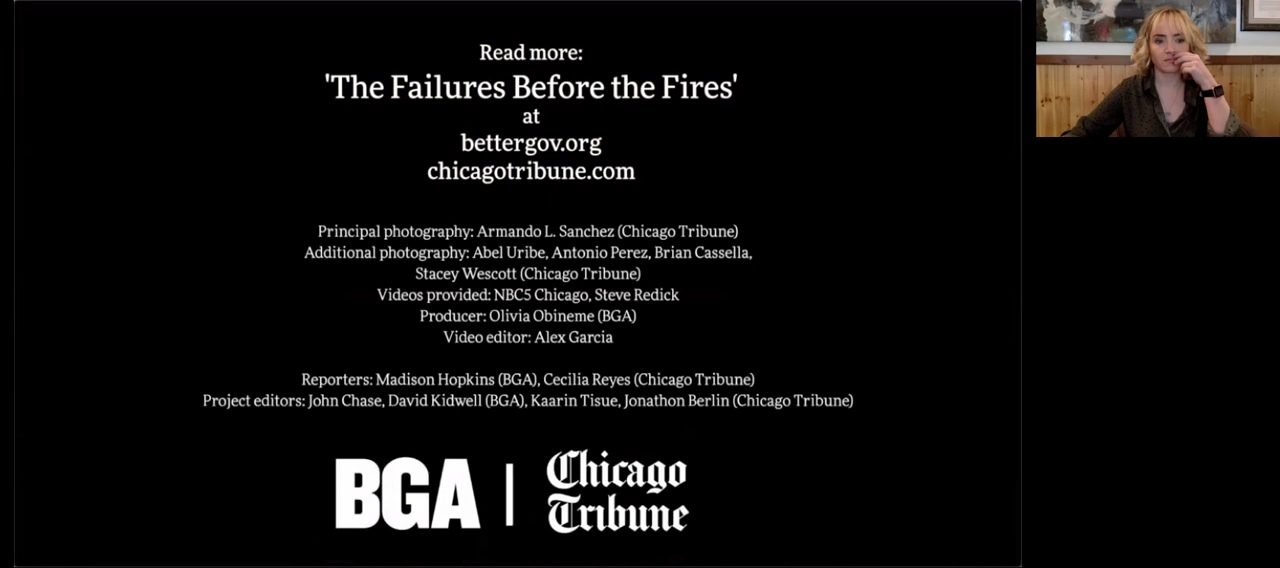 Read more:
'The Failures Before the Fires'
at
bettergov.org
chicagotribune.com
Principal photography: Armando L. Sanchez (Chicago Tribune)
Additional photography: Abel Uribe, Antonio Perez, Brian Cassella,
Stacey Wescott (Chicago Tribune)
Videos provided: NBC5 Chicago, Steve Redick
Producer: Olivia Obineme (BGA)
Video editor: Alex Garcia
Reporters: Madison Hopkins (BGA), Cecilia Reyes (Chicago Tribune)
Project editors: John Chase, David Kidwell (BGA), Kaarin Tisue, Jonathon Berlin (Chicago Tribune)
BGA | Chicago
Tribune